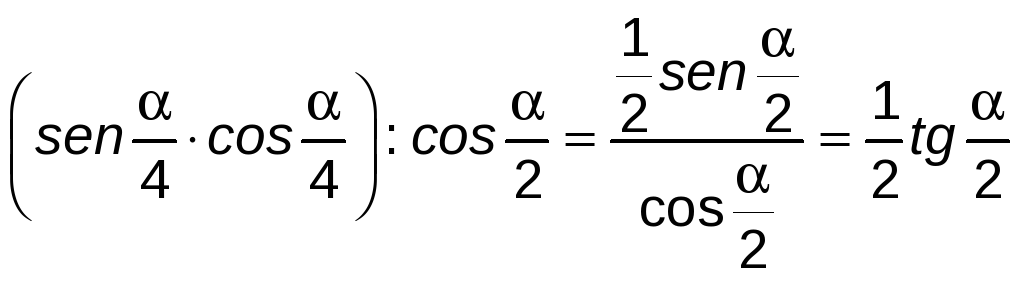 (sen α/4 · cos α/4) : cos α/2 = (1/2 sen α/2)/(cos α/2) = 1/2 tg α/2